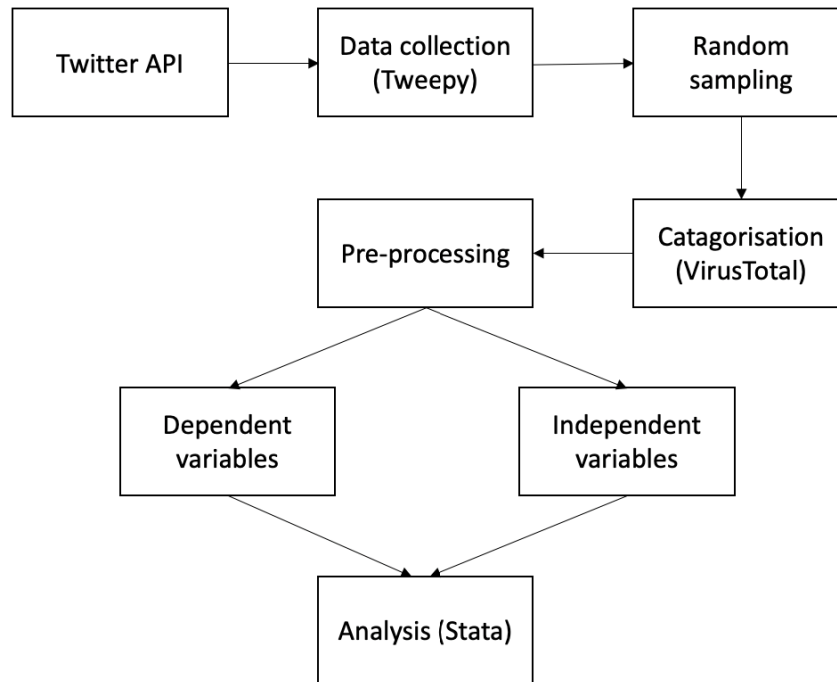 Twitter API
Data collection
(Tweepy)
Random
sampling
Catagorisation
(VirusTotal)
Pre-processing
Dependent
variables
Independent
variables
Analysis (Stata)